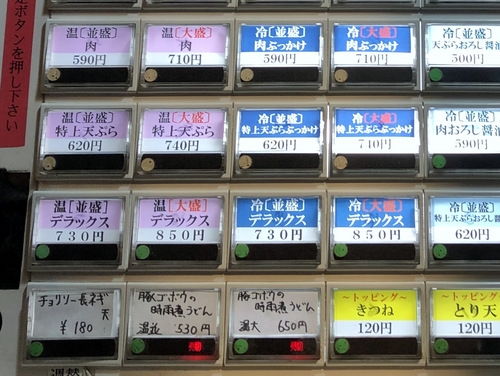 定ボタンを押し下さい
温〔並盛〕
肉
590円
温〔大盛〕
肉
710円
冷〔並盛〕
肉ぶっかけ
590円
冷〔大盛〕
肉ぶっかけ
710円
冷〔並盛〕
天ぷらおろし醤
500円
温〔並盛〕
特上天ぷら
620円
温〔大盛〕
特上天ぷら
740円
冷〔並盛〕
特上天ぷらぶっかけ
620円
冷〔大盛〕
特上天ぷらぶっかけ
740円
冷〔並盛〕
肉おろし醤油
590円
温〔並盛〕
デラックス
730円
温〔大盛〕
デラックス
850円
冷〔並盛〕
デラックス
730円
冷〔大盛〕
デラックス
850円
冷〔並盛〕
特上天ぷらおろし醤
620円
チョリソー長ネギ
天
¥180
豚ゴボウの
時雨煮うどん
温並 530円
豚ゴボウの
時雨煮うどん
温大 650円
～トッピング～
きつね
120円
～トッピング～
とり天
120円